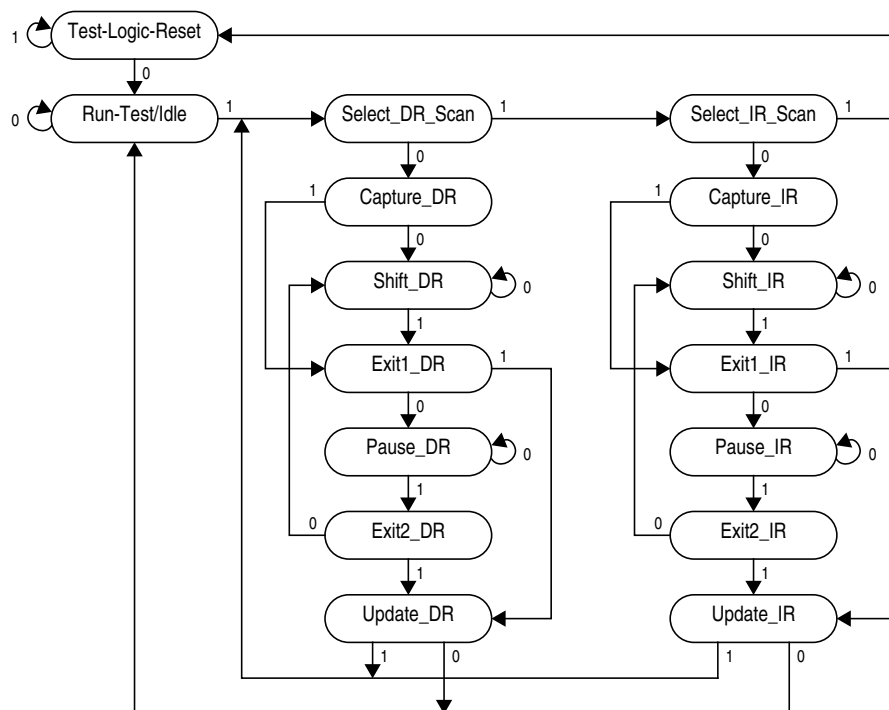 Test-Logic-Reset
1
0
Run-Test/Idle
0
1
Select_DR_Scan
1
Select_IR_Scan
1
0
0
1
Capture_DR
1
Capture_IR
0
0
Shift_DR
0
Shift_IR
0
1
1
Exit1_DR
1
Exit1_IR
1
0
0
Pause_DR
0
Pause_IR
0
1
1
0
Exit2_DR
0
Exit2_IR
1
1
Update_DR
Update_IR
1
0
1
0